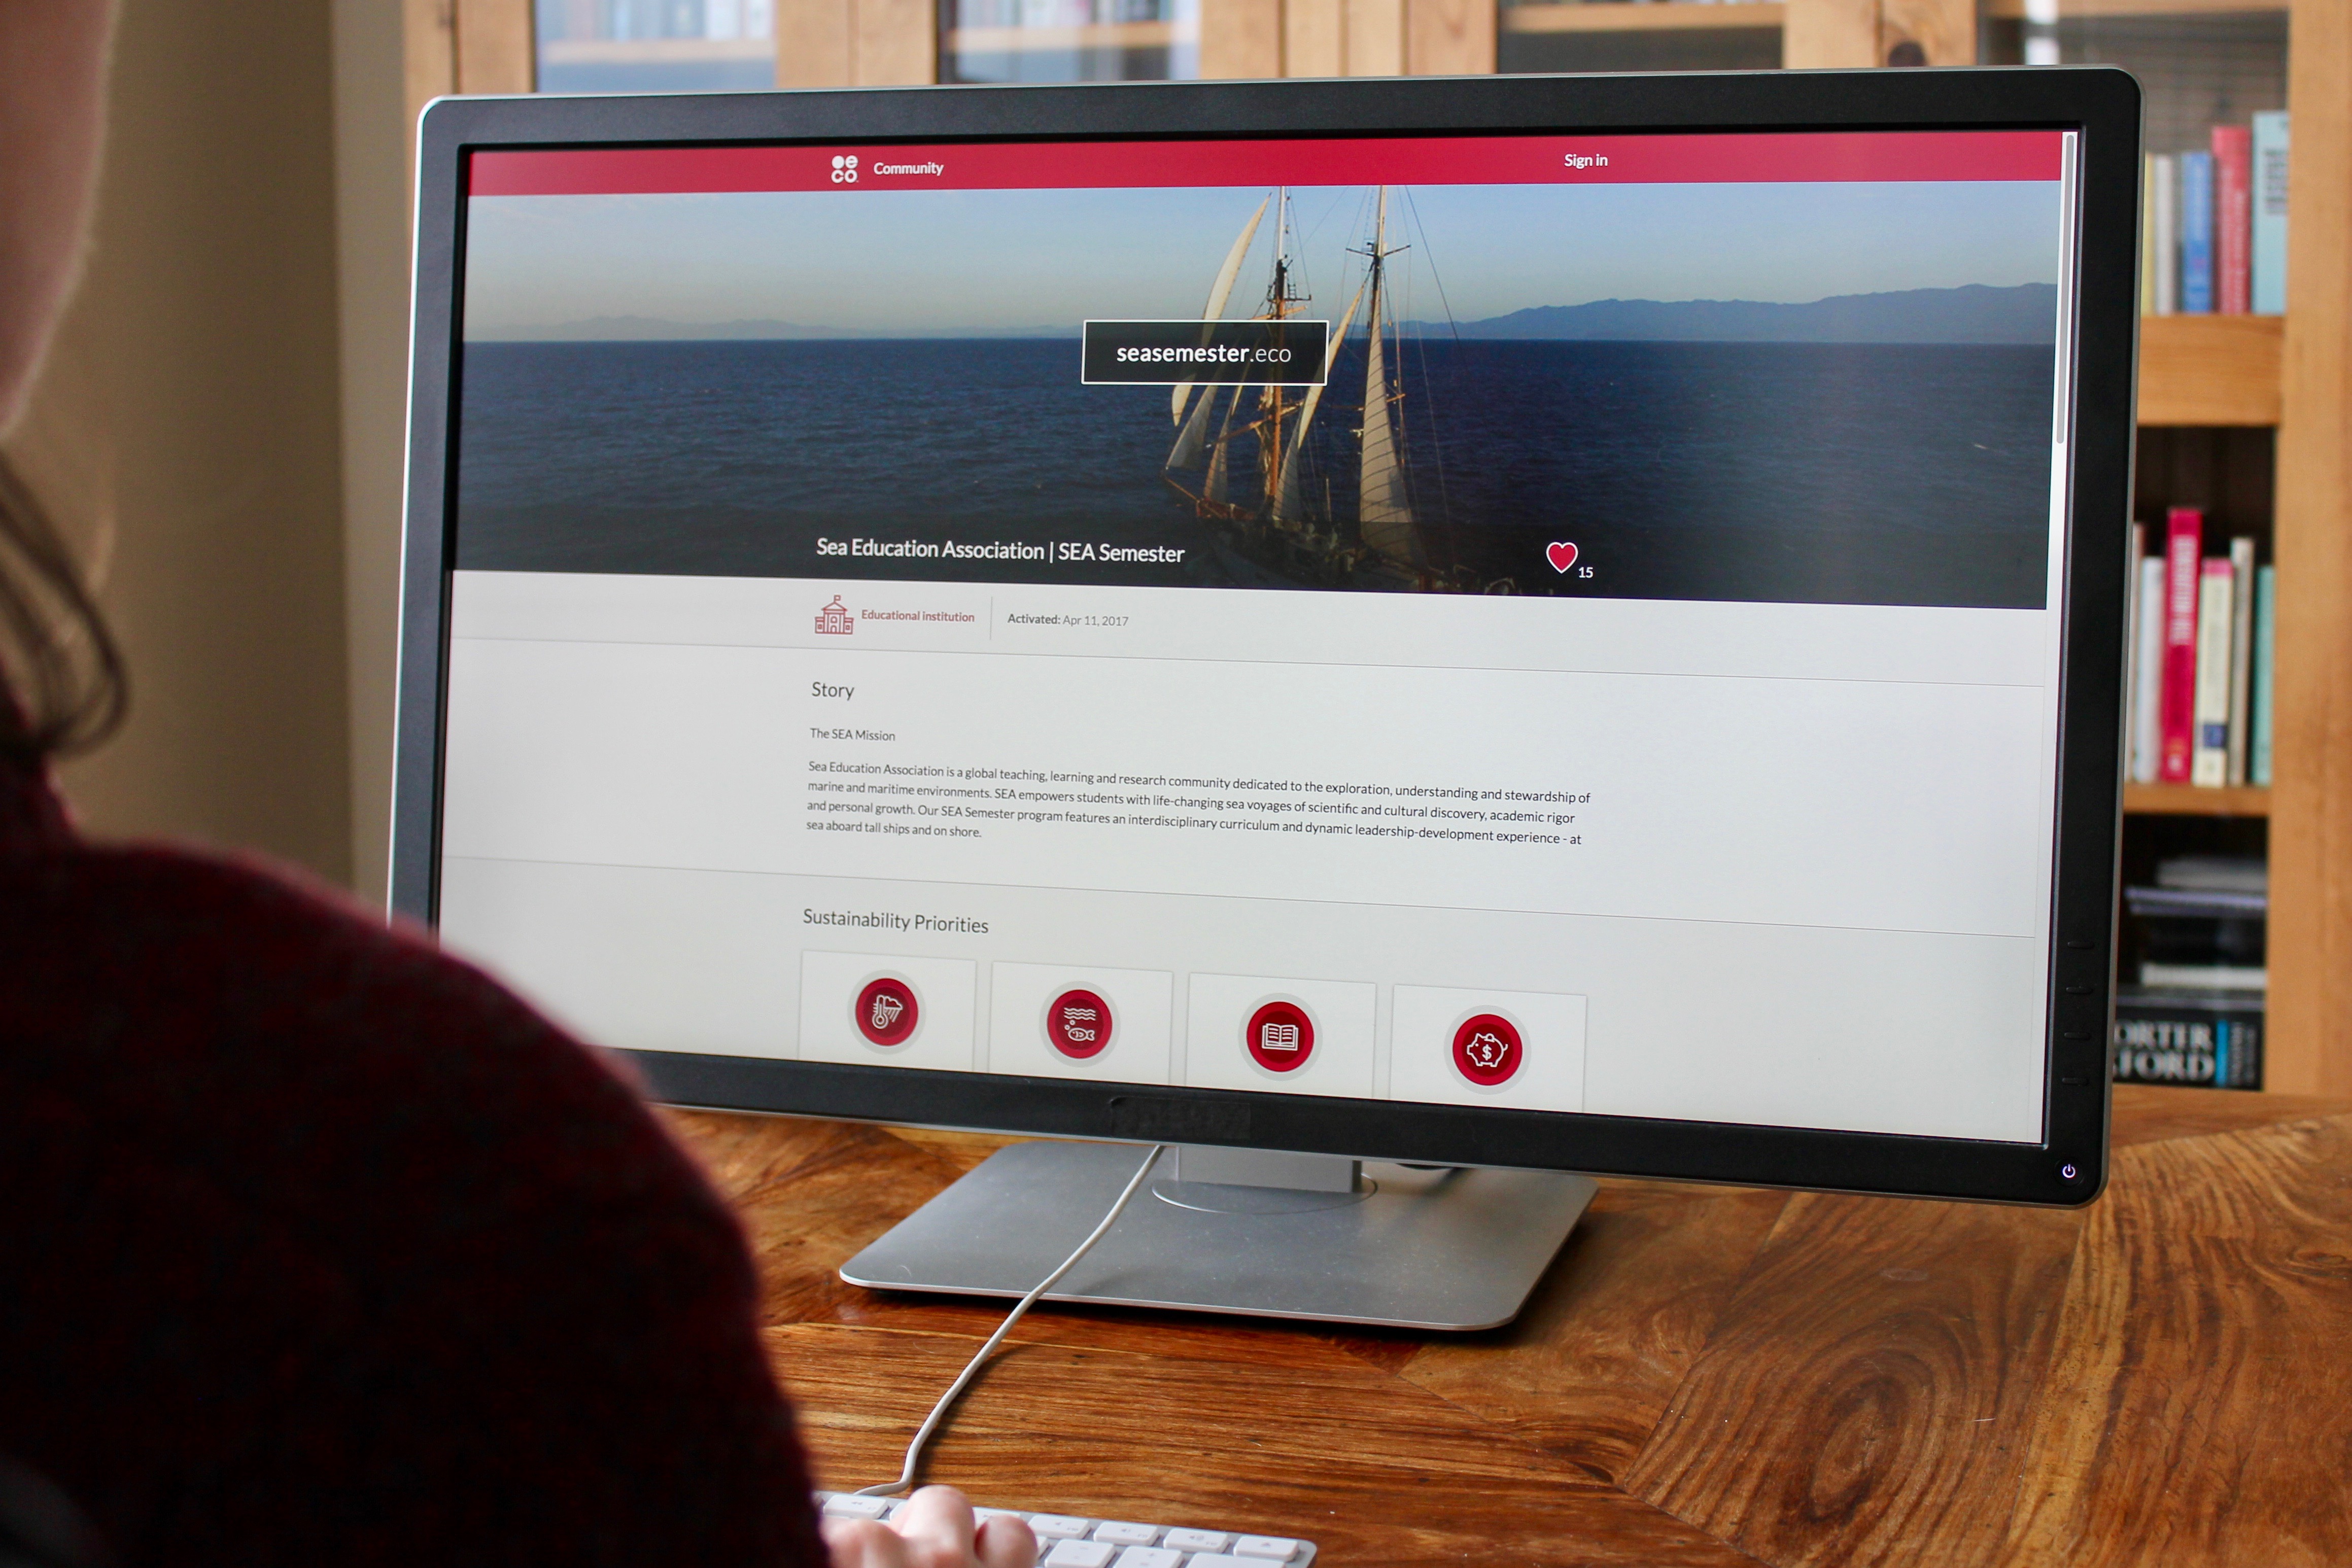 eco
Community
Sign in
seasemester.eco
Sea Education Association | SEA Semester
15
Educational institution
Activated: Apr 11, 2017
Story
The SEA Mission
Sea Education Association is a global teaching, learning and research community dedicated to the exploration, understanding and stewardship of
marine and maritime environments. SEA empowers students with life-changing sea voyages of scientific and cultural discovery, academic rigor
and personal growth. Our SEA Semester program features an interdisciplinary curriculum and dynamic leadership-development experience - at
sea aboard tall ships and on shore.
Sustainability Priorities
$